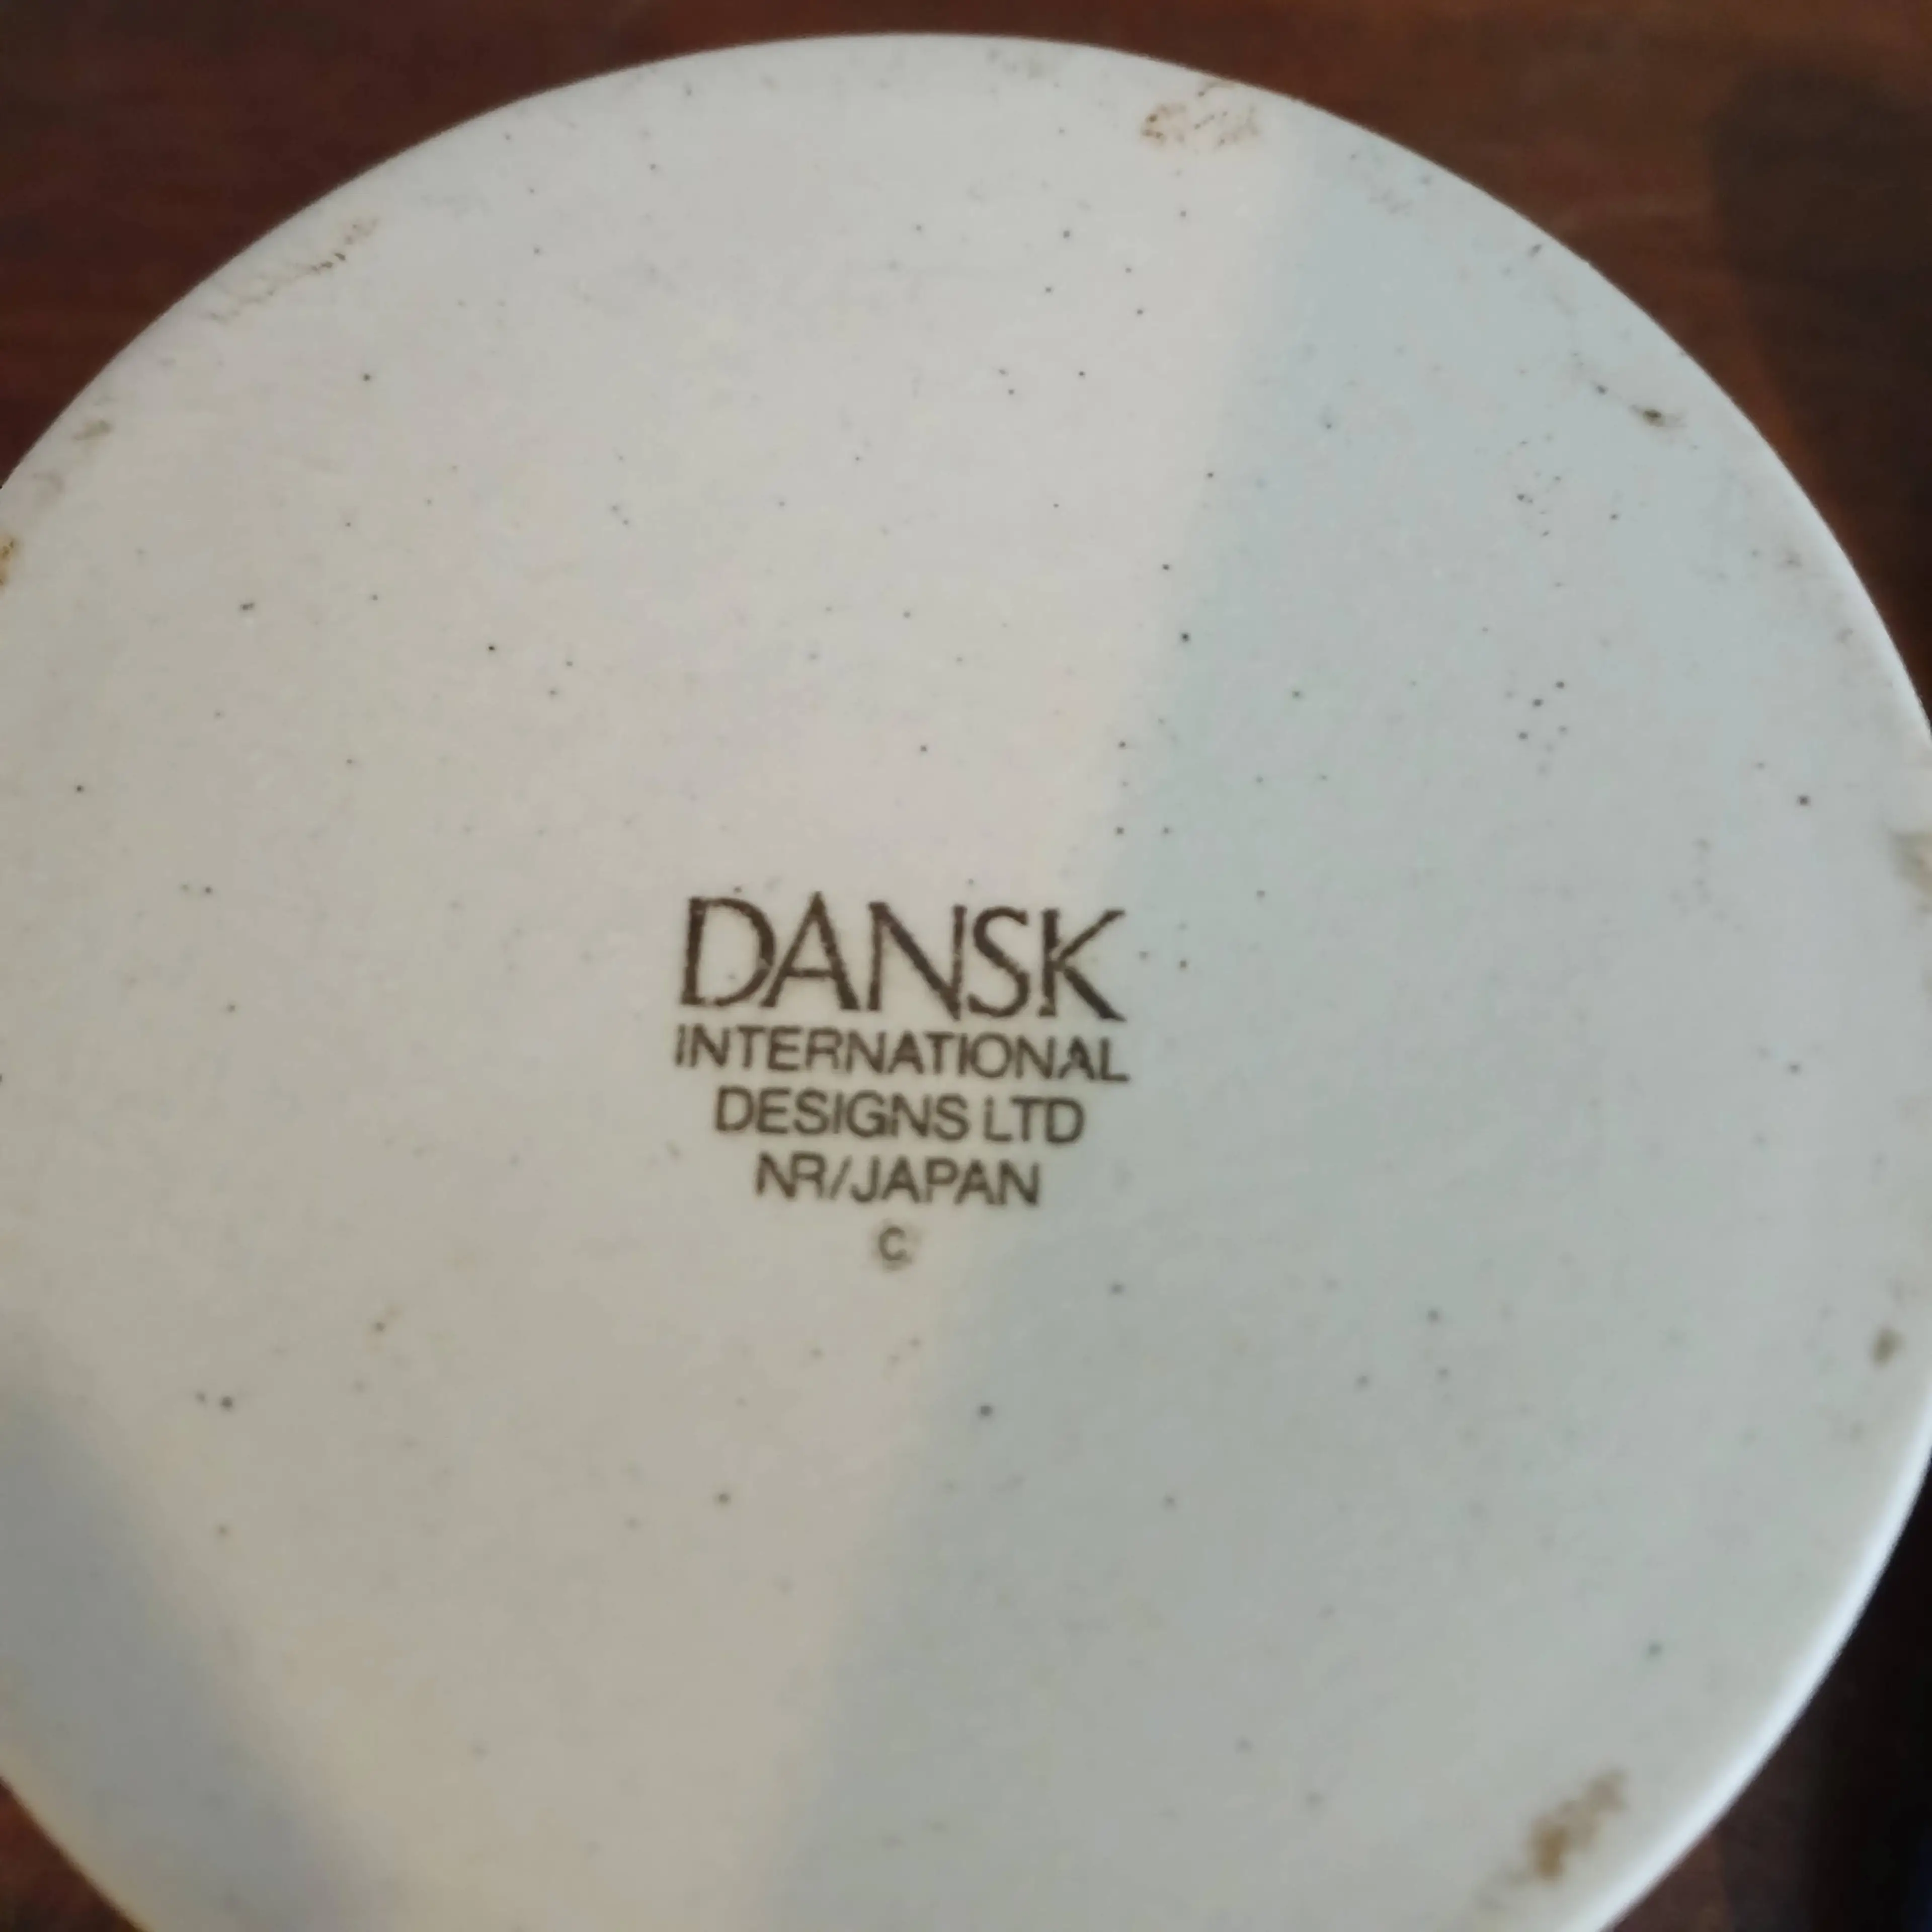 DANSK
INTERNATIONAL
DESIGNS LTD
NR/JAPAN
C